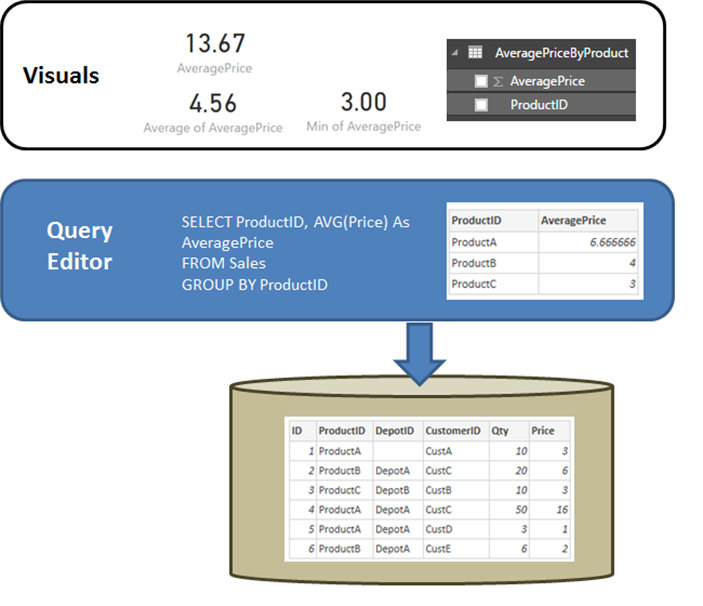 Visuals
13.67
AveragePrice
4.56
Average of AveragePrice
3.00
Min of AveragePrice
AveragePriceByProduct
Σ AveragePrice
ProductID
Query
Editor
SELECT ProductID, AVG(Price) As
AveragePrice
FROM Sales
GROUP BY ProductID
ProductID AveragePrice
ProductA 6.666666
ProductB 4
ProductC 3
ID ProductID DepotID CustomerID Qty Price
1 ProductA CustA 10 3
2 ProductB DepotA CustC 20 6
3 ProductC DepotB CustB 10 3
4 ProductA DepotA CustC 50 16
5 ProductA DepotA CustD 3 1
6 ProductB DepotA CustE 6 2